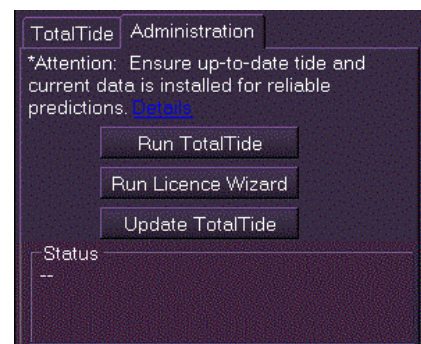 TotalTide Administration
*Attention: Ensure up-to-date tide and
current data is installed for reliable
predictions. Details
Run TotalTide
Run Licence Wizard
Update TotalTide
Status
--